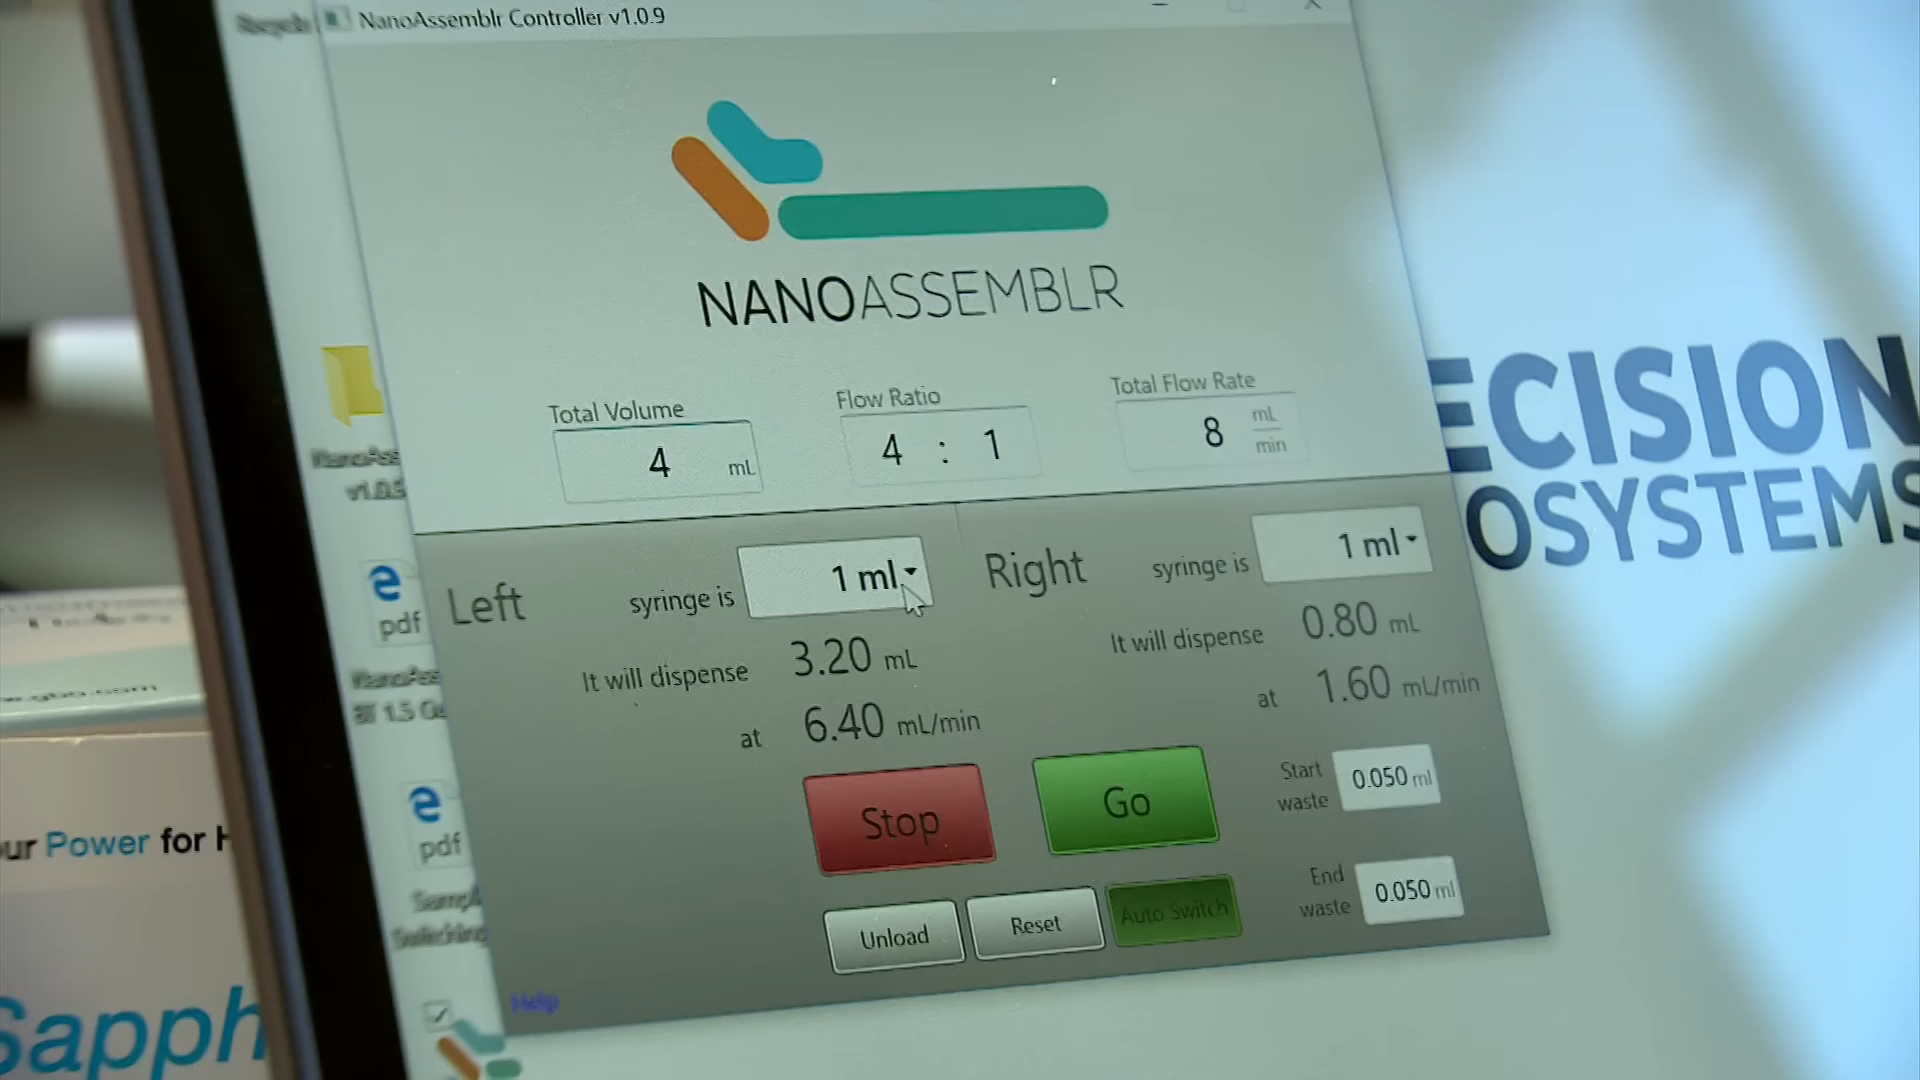 NanoAssemblr Controller v1.0.9
NANOASSEMBLR
Total Volume
4 mL
Flow Ratio
4 : 1
Total Flow Rate
8 mL
min
Left
syringe is
1 ml
It will dispense
3.20 mL
at
6.40 mL/min
Right
syringe is
1 ml
It will dispense
0.80 mL
at
1.60 mL/min
Stop
Go
Start
waste
0.050 ml
Unload
Reset
Auto Switch
End
waste
0.050 ml
Help
ECISION
OSYSTEMS
pdf
pdf
ur Power for H
Sapph